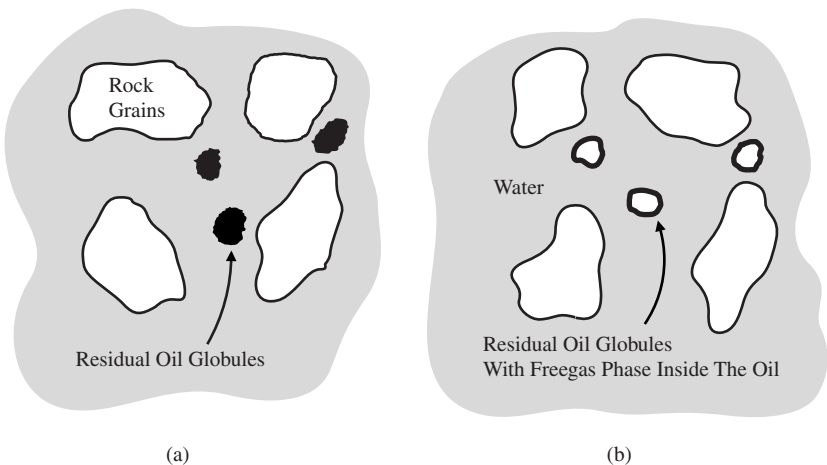 Rock
Grains
Residual Oil Globules
(a)
Water
Residual Oil Globules
With Freegas Phase Inside The Oil
(b)